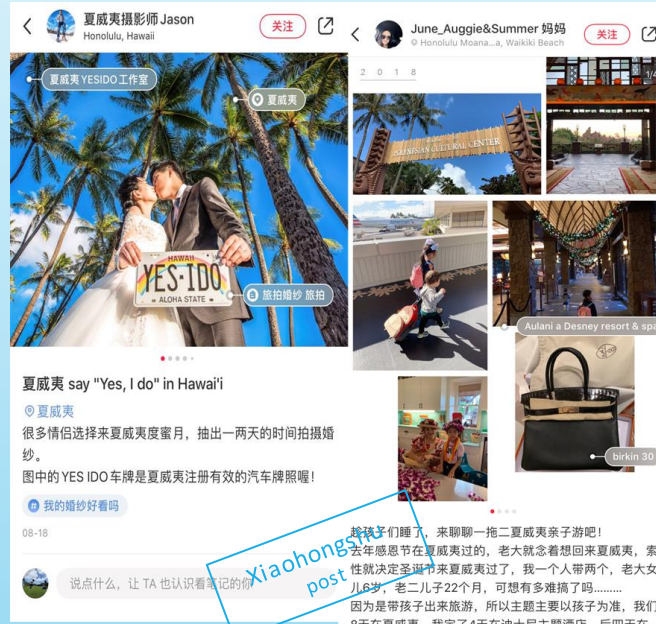 夏威夷摄影师 Jason
Honolulu, Hawaii
关注
夏威夷YESIDO工作室
夏威夷
HAWAII
YES·IDO
ALOHA STATE
旅拍婚纱 旅拍
夏威夷 say "Yes, I do" in Hawai'i
夏威夷
很多情侣选择来夏威夷度蜜月，抽出一两天的时间拍摄婚
纱。
图中的 YES IDO 车牌是夏威夷注册有效的汽车牌照喔！
我的婚纱好看吗
08-18
说点什么，让 TA 也认识看笔记的你
Xiaohongshu
post
June_Auggie&Summer 妈妈
Honolulu Moana...a, Waikiki Beach
关注
2018
1/4
CULTURAL CENTER
Aulani a Desney resort & spa
birkin 30
趁孩子们睡了，来聊聊一拖二夏威夷亲子游吧！
去年感恩节在夏威夷过的，老大就念着想回来夏威夷，索
性就决定圣诞节来夏威夷过了，我一个人带两个，老大女
儿6岁，老二儿子22个月，可想有多难搞了吗………
因为是带孩子出来旅游，所以主题主要以孩子为准，我们